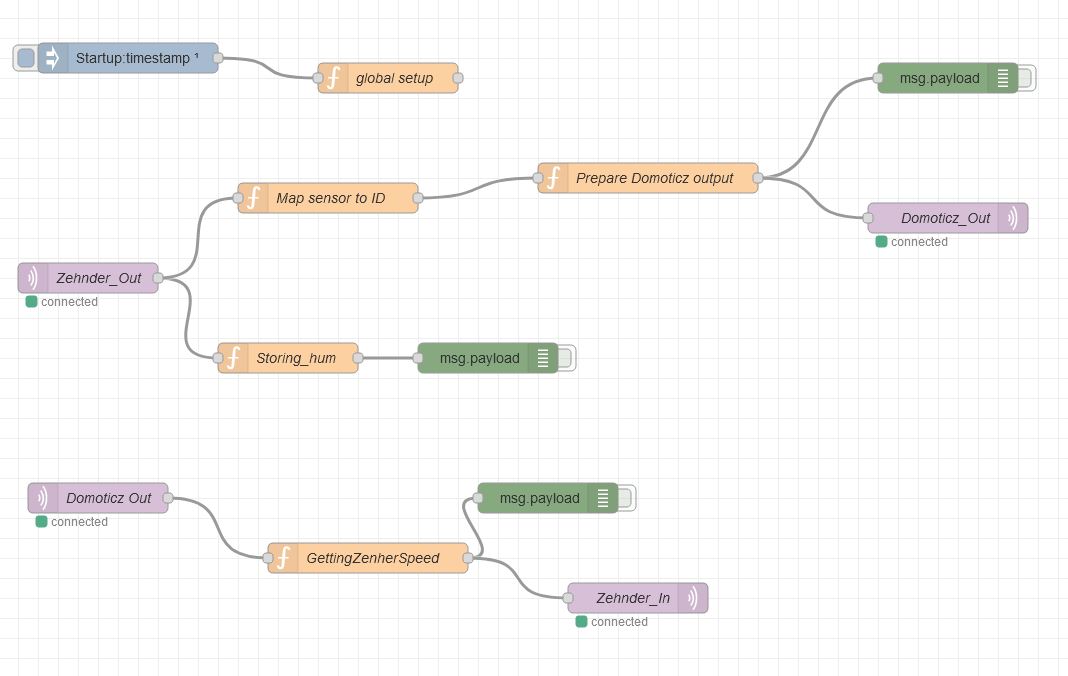 Startup:timestamp ¹
global setup
msg.payload
Prepare Domoticz output
Map sensor to ID
Domoticz_Out
connected
Zehnder_Out
connected
Storing_hum
msg.payload
Domoticz Out
connected
msg.payload
GettingZenherSpeed
Zehnder_In
connected